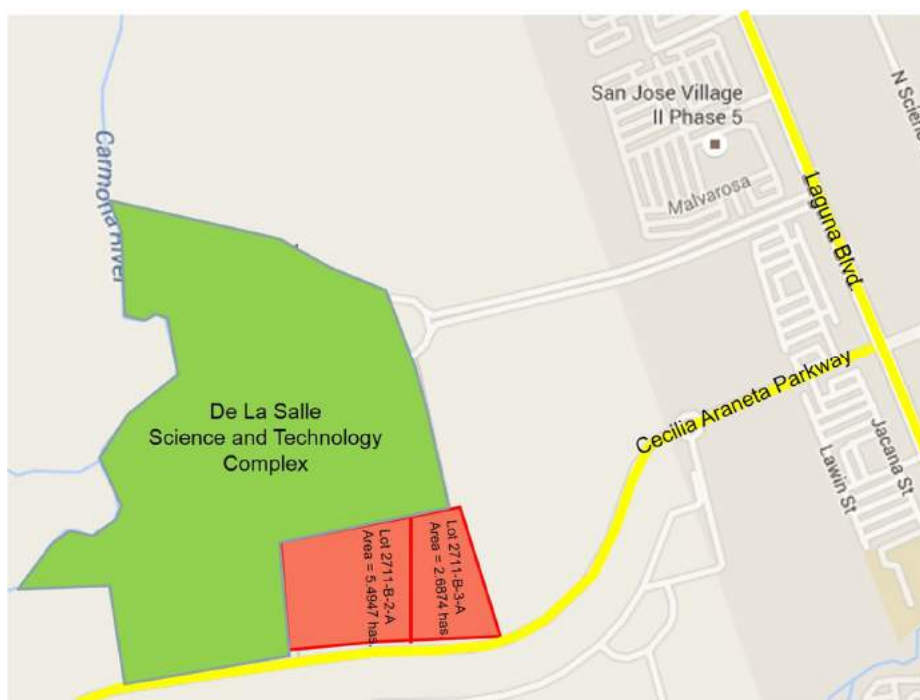 San Jose Village
II Phase 5
N Scienc
Carmona River
Malvarosa
Laguna Blvd.
De La Salle
Science and Technology
Complex
Cecilia Araneta Parkway
Jacana St
Lawin St
Lot 2711-B-3-A
Area = 2.6874 has.
Lot 2711-B-2-A
Area = 5.4947 has.